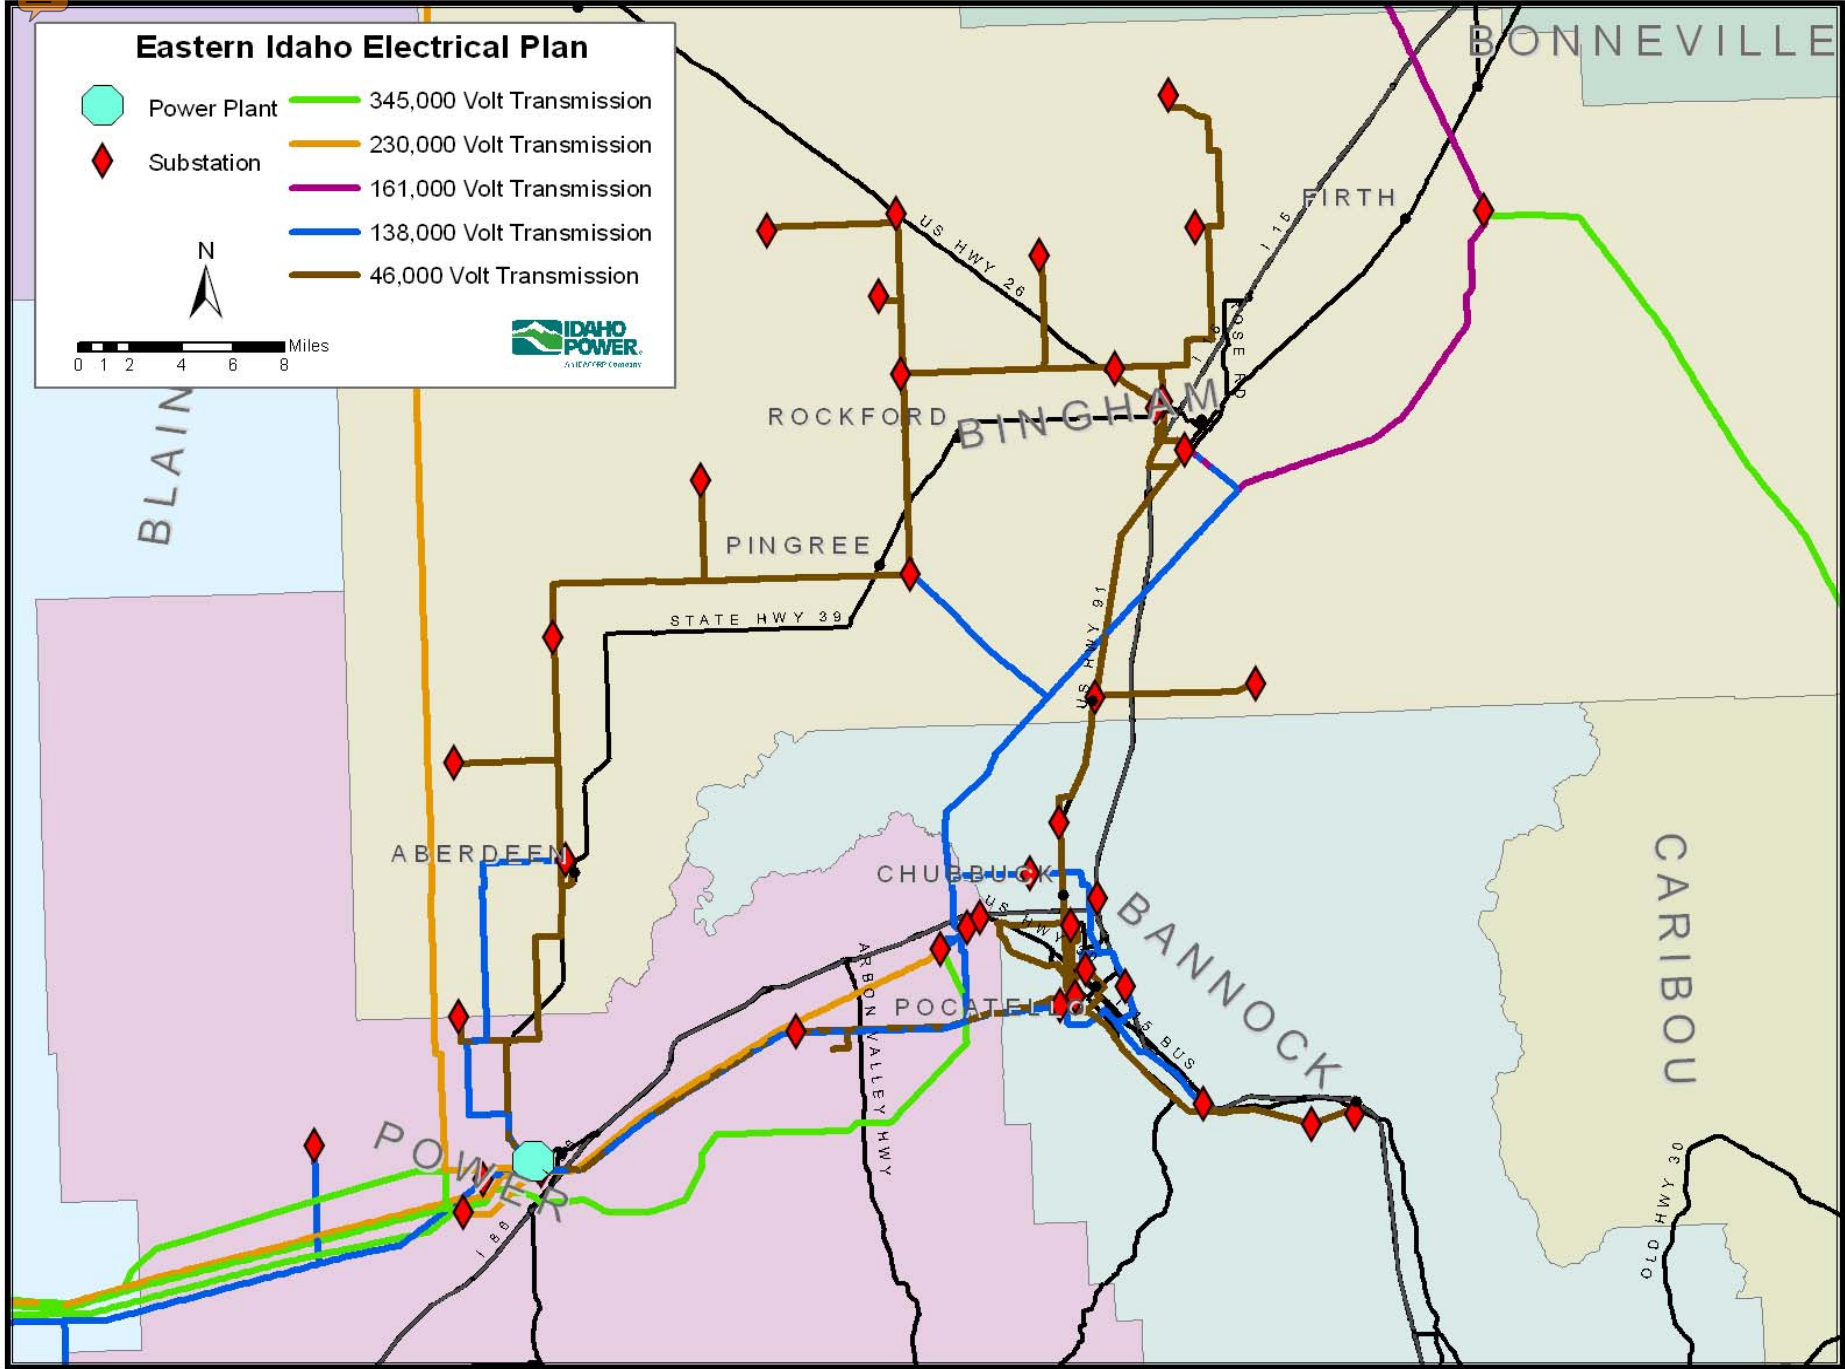 Eastern Idaho Electrical Plan
Power Plant
Substation
345,000 Volt Transmission
230,000 Volt Transmission
161,000 Volt Transmission
138,000 Volt Transmission
46,000 Volt Transmission
N
Miles
0 1 2 4 6 8
IDAHO
POWER
BONNEVILLE
FIRTH
I 15
US HWY 26
ROSE RD
I 15
BLAIN
ROCKFORD
BINGHAM
PINGREE
STATE HWY 39
US HWY 91
ABERDEEN
CHUBBUCK
US HWY
BANNOCK
CARIBOU
POCATELLO
ARBON VALLEY HWY
15 BUS
POWER
I 86
OLD HWY 30